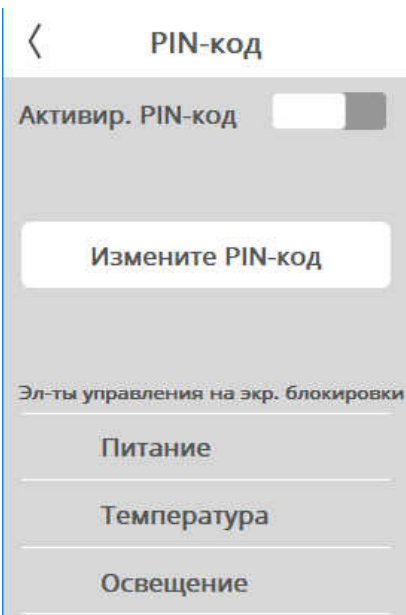 PIN-код
Активир. PIN-код
Измените PIN-код
Эл-ты управления на экр. блокировки
Питание
Температура
Освещение